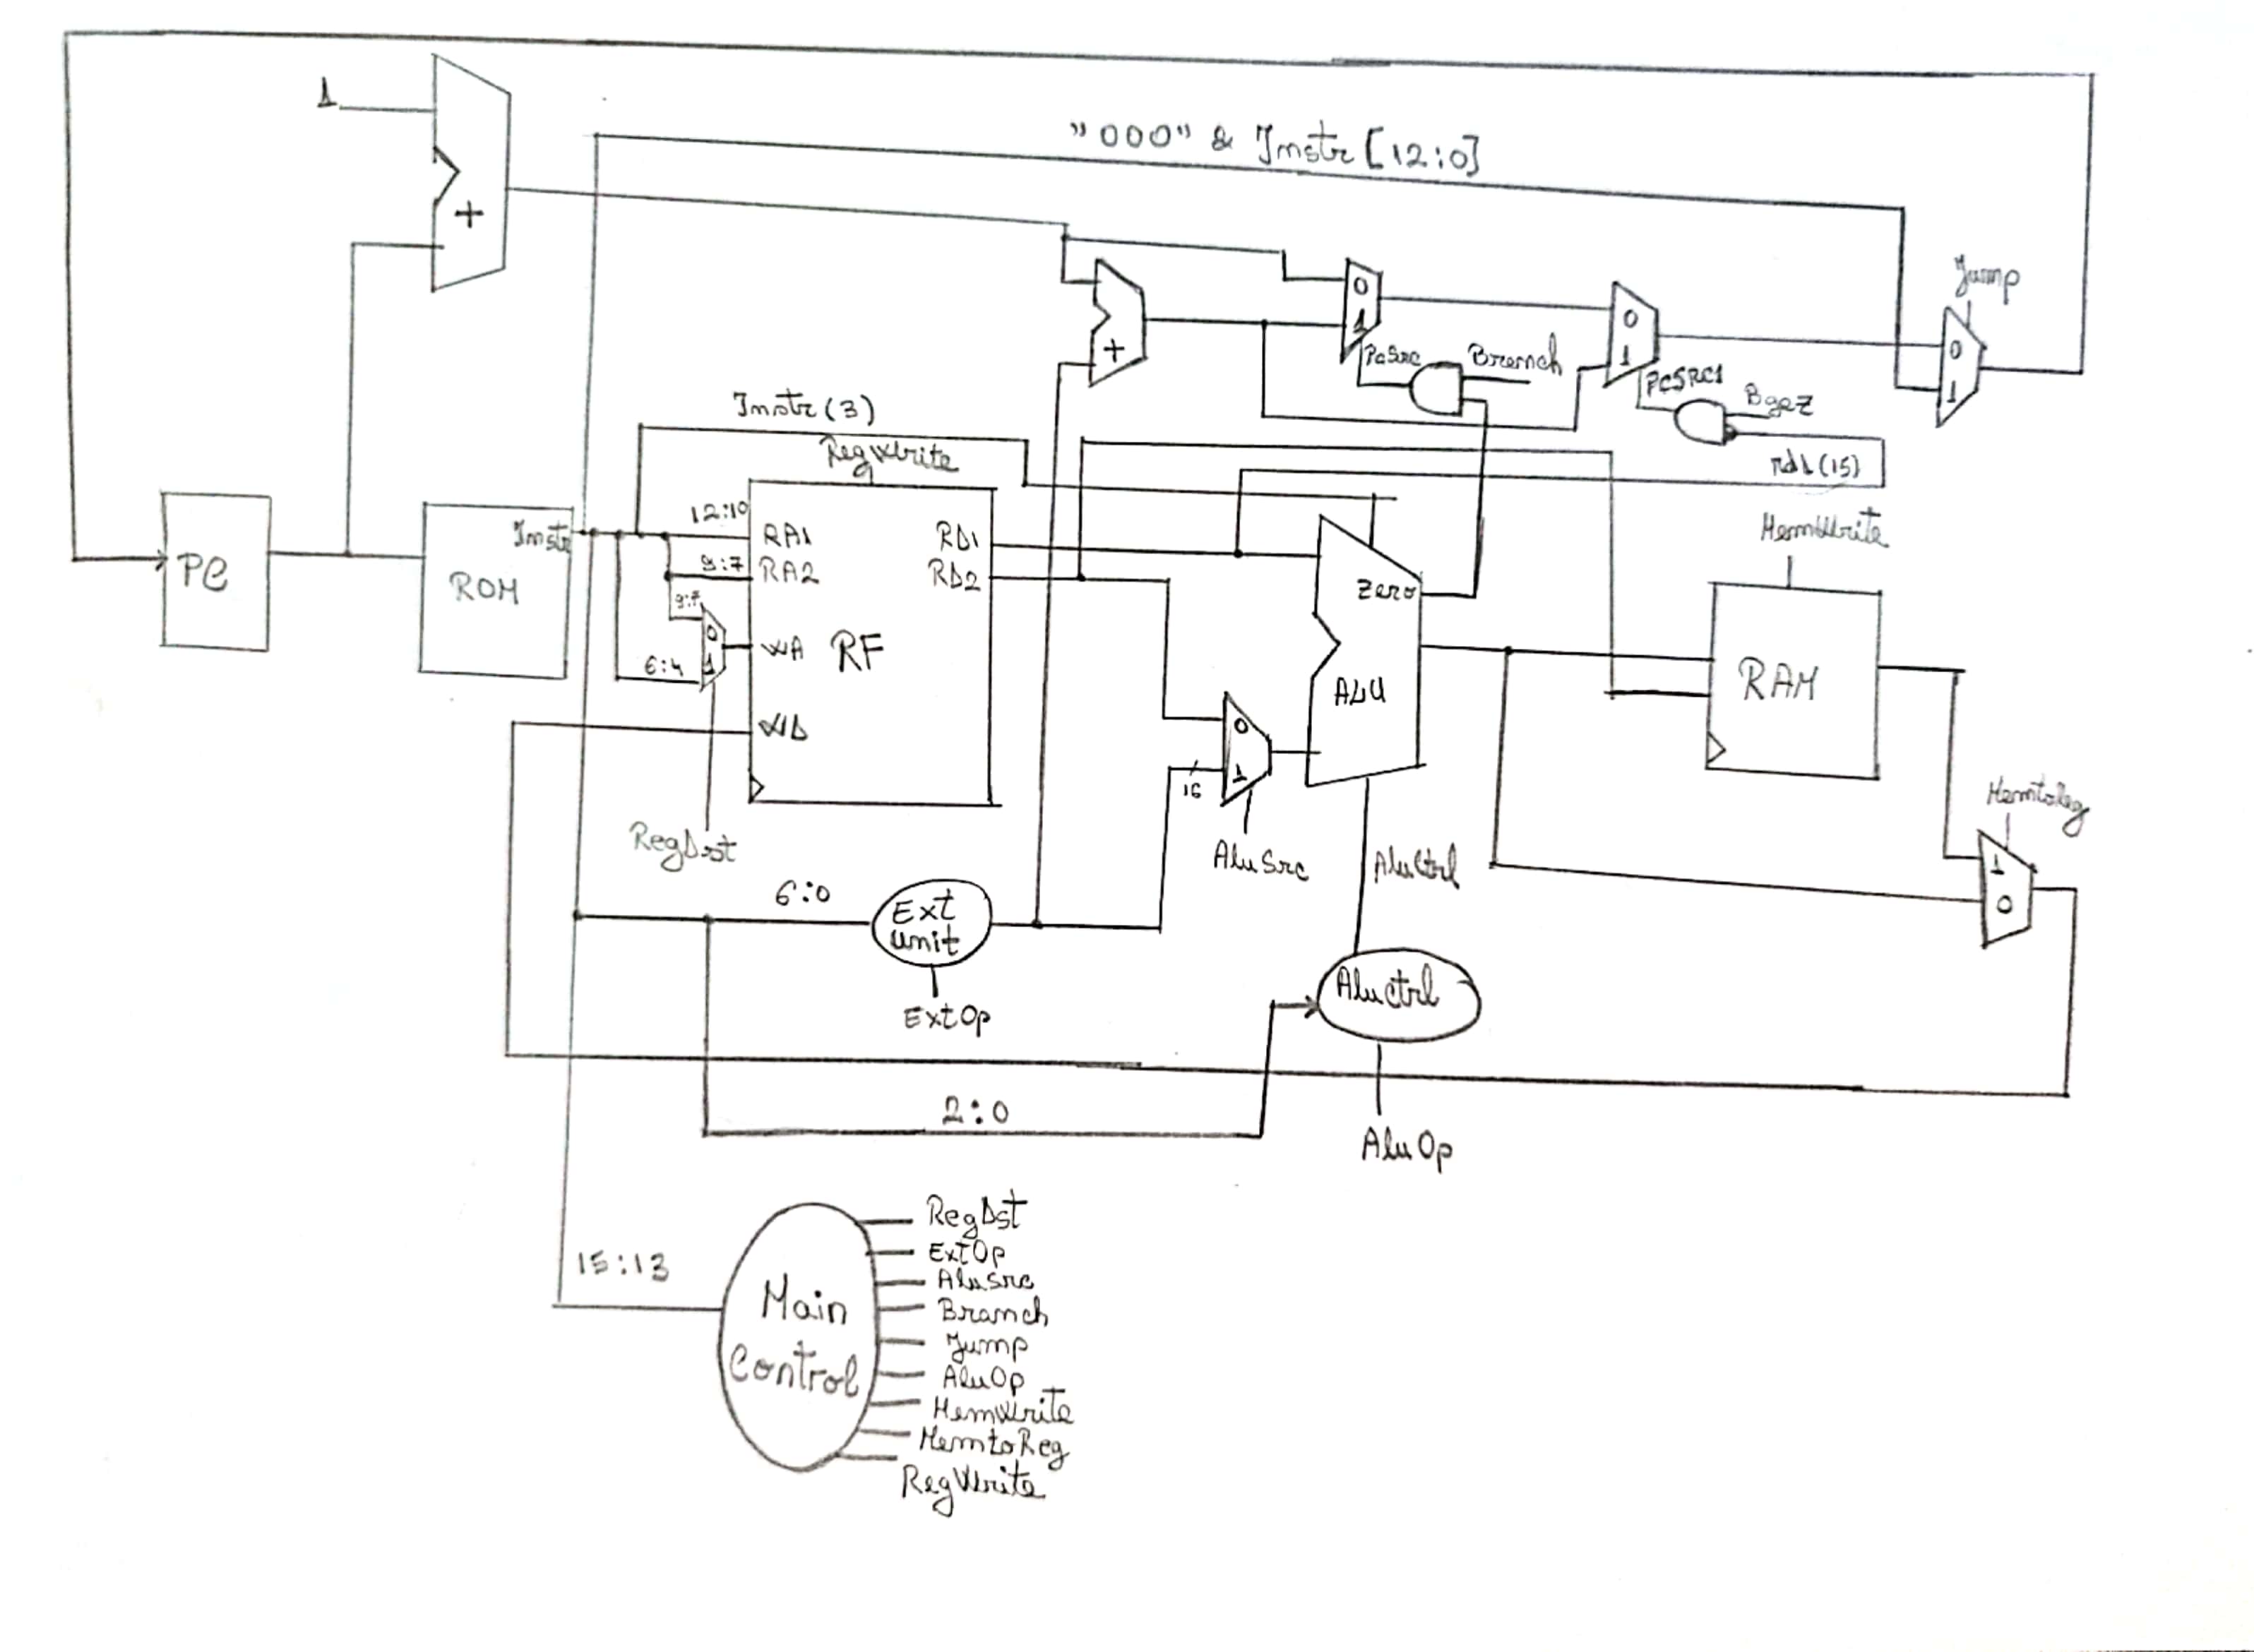 1
+
"000" & Instr [12:0]
Jump
0
1
0
1
0
1
+
PcSrc
Branch
PCSRC1
Bgez
rd1(15)
Instr(3)
RegWrite
MemWrite
PC
ROM
Instr
12:10
9:7
9:7
6:4
0
1
RA1
RA2
WA
WD
RF
RD1
RD2
RegDst
Zero
ALU
0
1
16
AluSrc
AluCtrl
RAM
MemtoReg
1
0
6:0
Ext
unit
ExtOp
AluCtrl
AluOp
2:0
15:13
Main
Control
RegDst
ExtOp
AluSrc
Branch
Jump
AluOp
MemWrite
MemtoReg
RegWrite